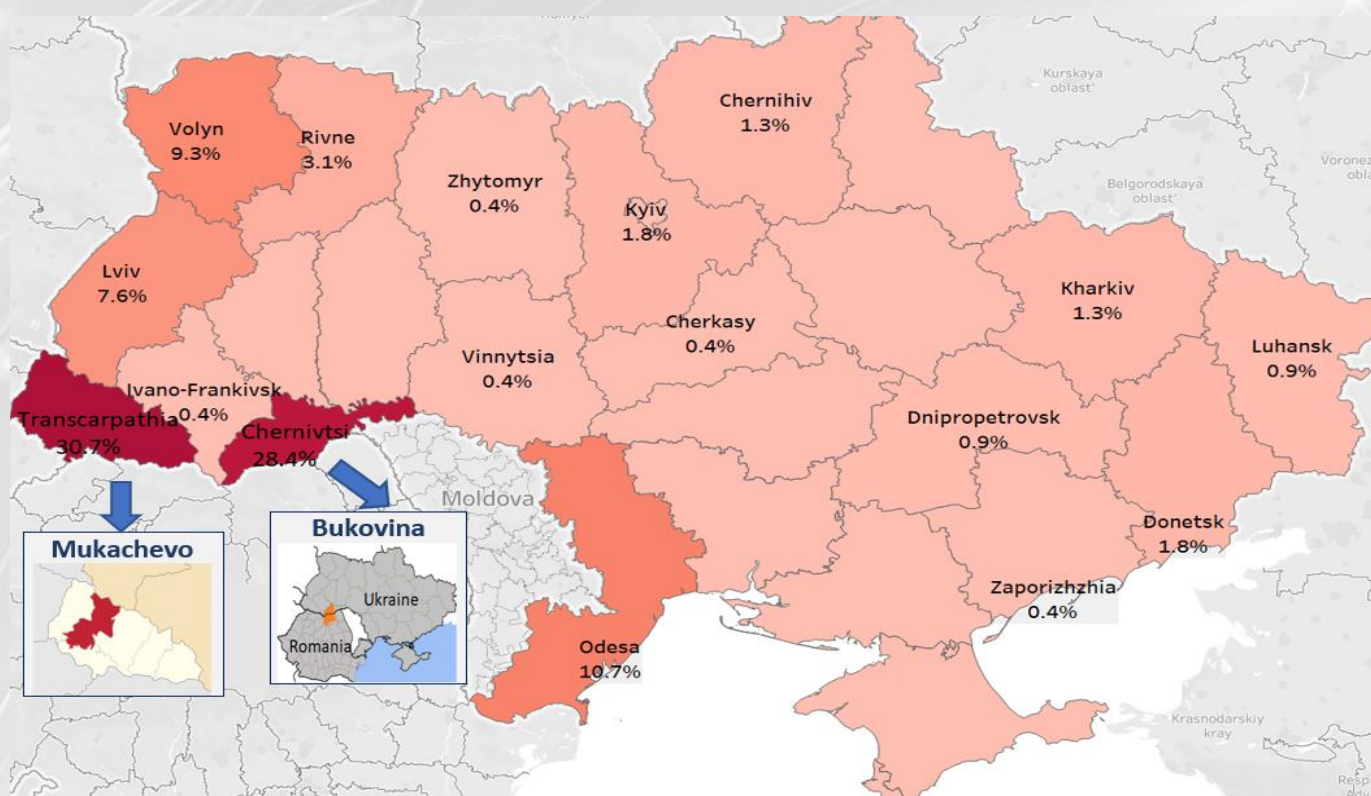 Kurskaya
oblast'
Chernihiv
1.3%
Volyn
9.3%
Rivne
3.1%
Zhytomyr
0.4%
Kyiv
1.8%
Belgorodskaya
oblast'
Lviv
7.6%
Kharkiv
1.3%
Cherkasy
0.4%
Luhansk
0.9%
Vinnytsia
0.4%
Ivano-Frankivsk
0.4%
Transcarpathia
30.7%
Chernivtsi
28.4%
Dnipropetrovsk
0.9%
Moldova
Donetsk
1.8%
Mukachevo
Bukovina
Ukraine
Romania
Zaporizhzhia
0.4%
Odesa
10.7%
Krasnodarskiy
kray